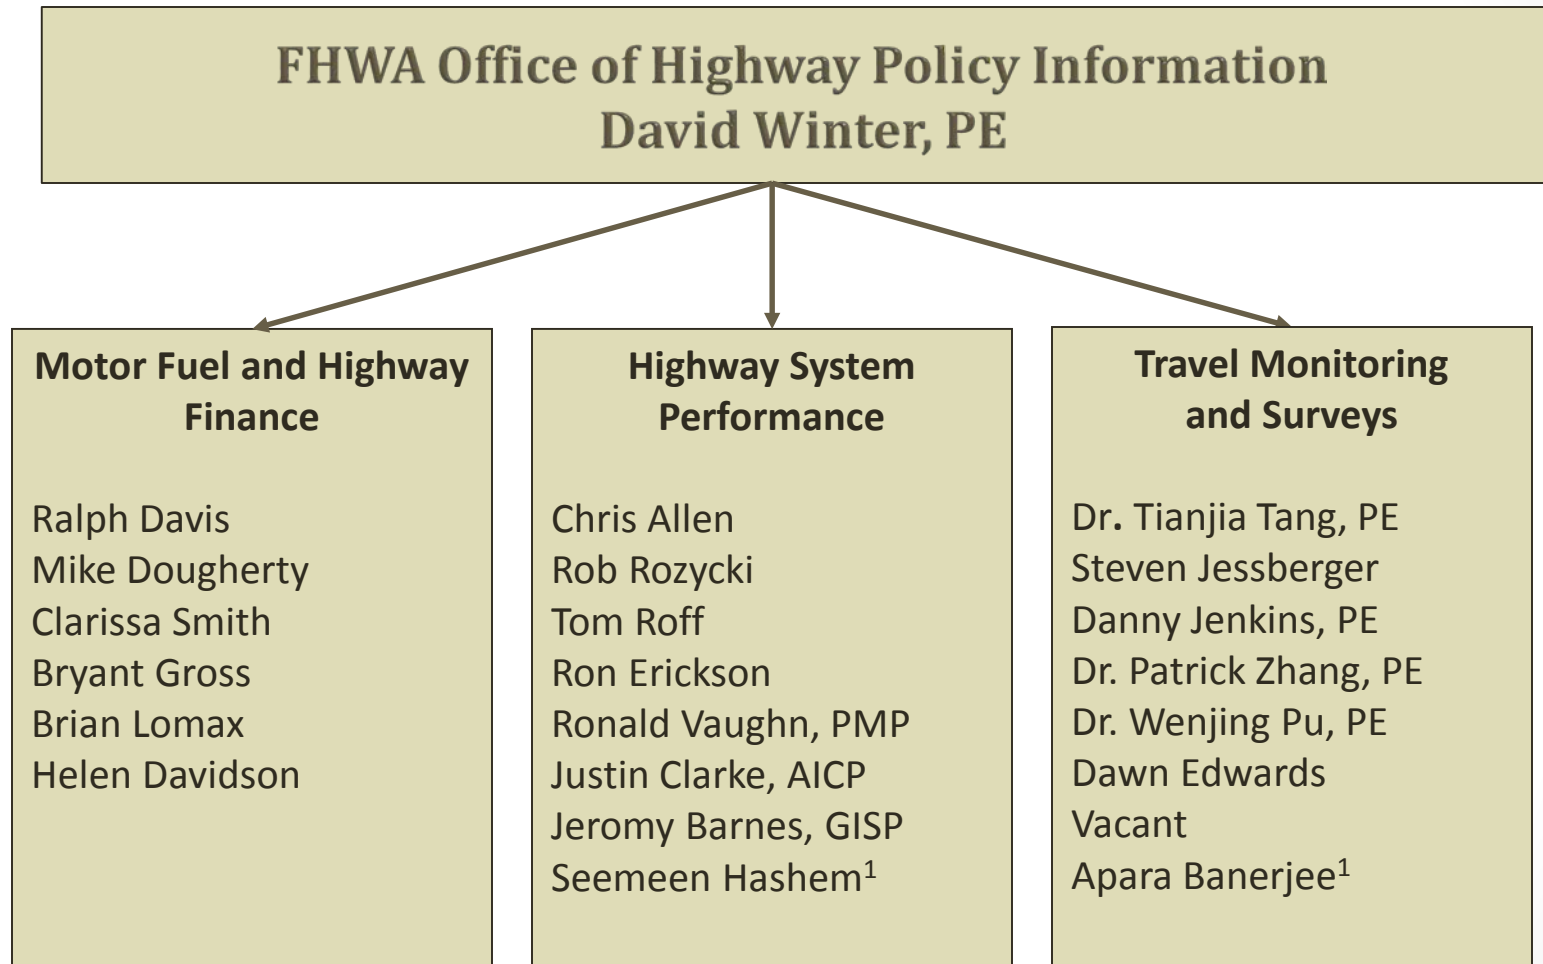 FHWA Office of Highway Policy Information
David Winter, PE
Motor Fuel and Highway
Finance
Ralph Davis
Mike Dougherty
Clarissa Smith
Bryant Gross
Brian Lomax
Helen Davidson
Highway System
Performance
Chris Allen
Rob Rozycki
Tom Roff
Ron Erickson
Ronald Vaughn, PMP
Justin Clarke, AICP
Jeromy Barnes, GISP
Seemeen Hashem¹
Travel Monitoring
and Surveys
Dr. Tianjia Tang, PE
Steven Jessberger
Danny Jenkins, PE
Dr. Patrick Zhang, PE
Dr. Wenjing Pu, PE
Dawn Edwards
Vacant
Apara Banerjee¹